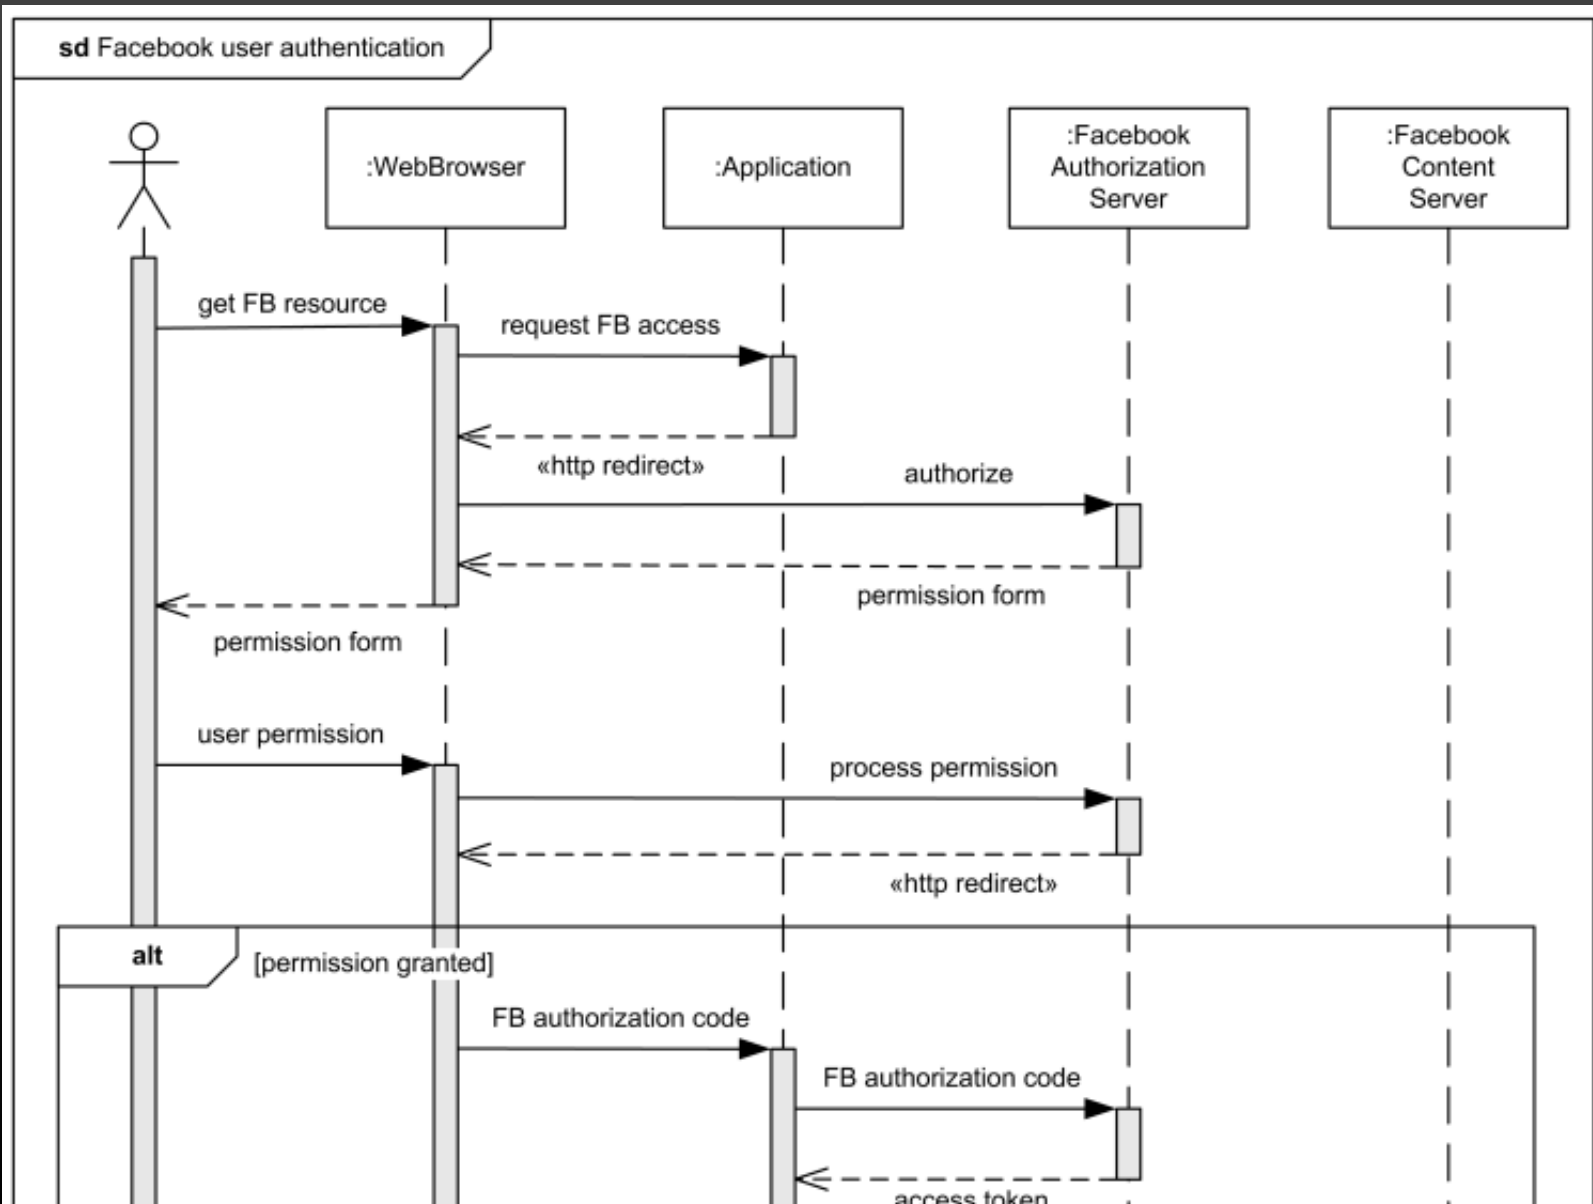 sd Facebook user authentication
:WebBrowser
:Application
:Facebook
Authorization
Server
:Facebook
Content
Server
get FB resource
request FB access
«http redirect»
authorize
permission form
permission form
user permission
process permission
«http redirect»
alt
[permission granted]
FB authorization code
FB authorization code
access token